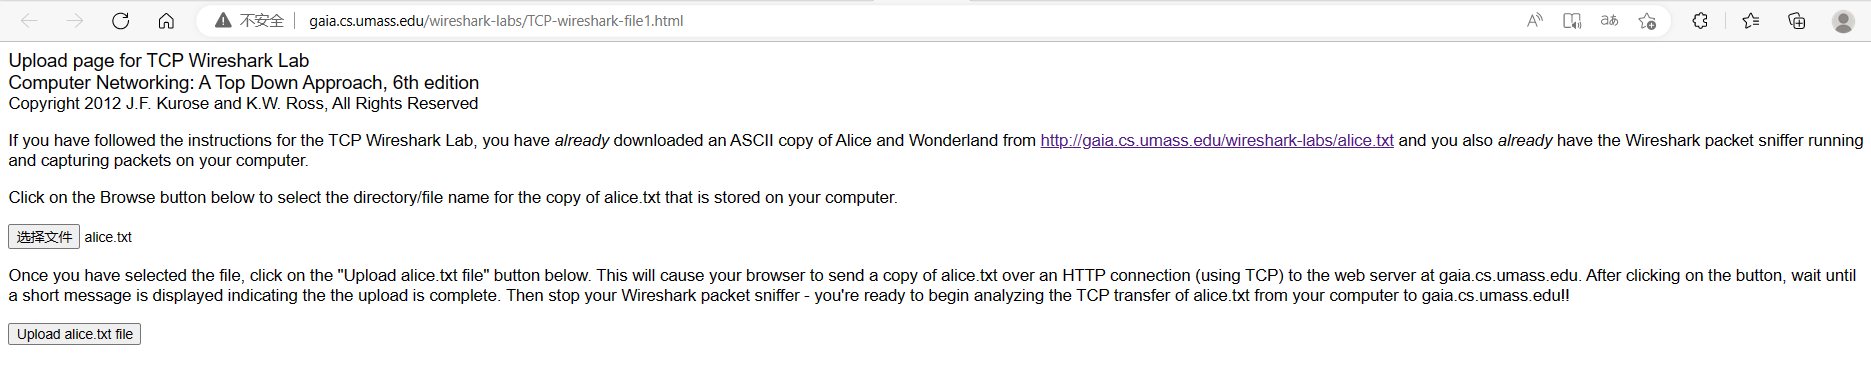 不安全 gaia.cs.umass.edu/wireshark-labs/TCP-wireshark-file1.html
Upload page for TCP Wireshark Lab
Computer Networking: A Top Down Approach, 6th edition
Copyright 2012 J.F. Kurose and K.W. Ross, All Rights Reserved
If you have followed the instructions for the TCP Wireshark Lab, you have already downloaded an ASCII copy of Alice and Wonderland from http://gaia.cs.umass.edu/wireshark-labs/alice.txt and you also already have the Wireshark packet sniffer running
and capturing packets on your computer.
Click on the Browse button below to select the directory/file name for the copy of alice.txt that is stored on your computer.
选择文件 alice.txt
Once you have selected the file, click on the "Upload alice.txt file" button below. This will cause your browser to send a copy of alice.txt over an HTTP connection (using TCP) to the web server at gaia.cs.umass.edu. After clicking on the button, wait until
a short message is displayed indicating the the upload is complete. Then stop your Wireshark packet sniffer - you're ready to begin analyzing the TCP transfer of alice.txt from your computer to gaia.cs.umass.edu!!
Upload alice.txt file